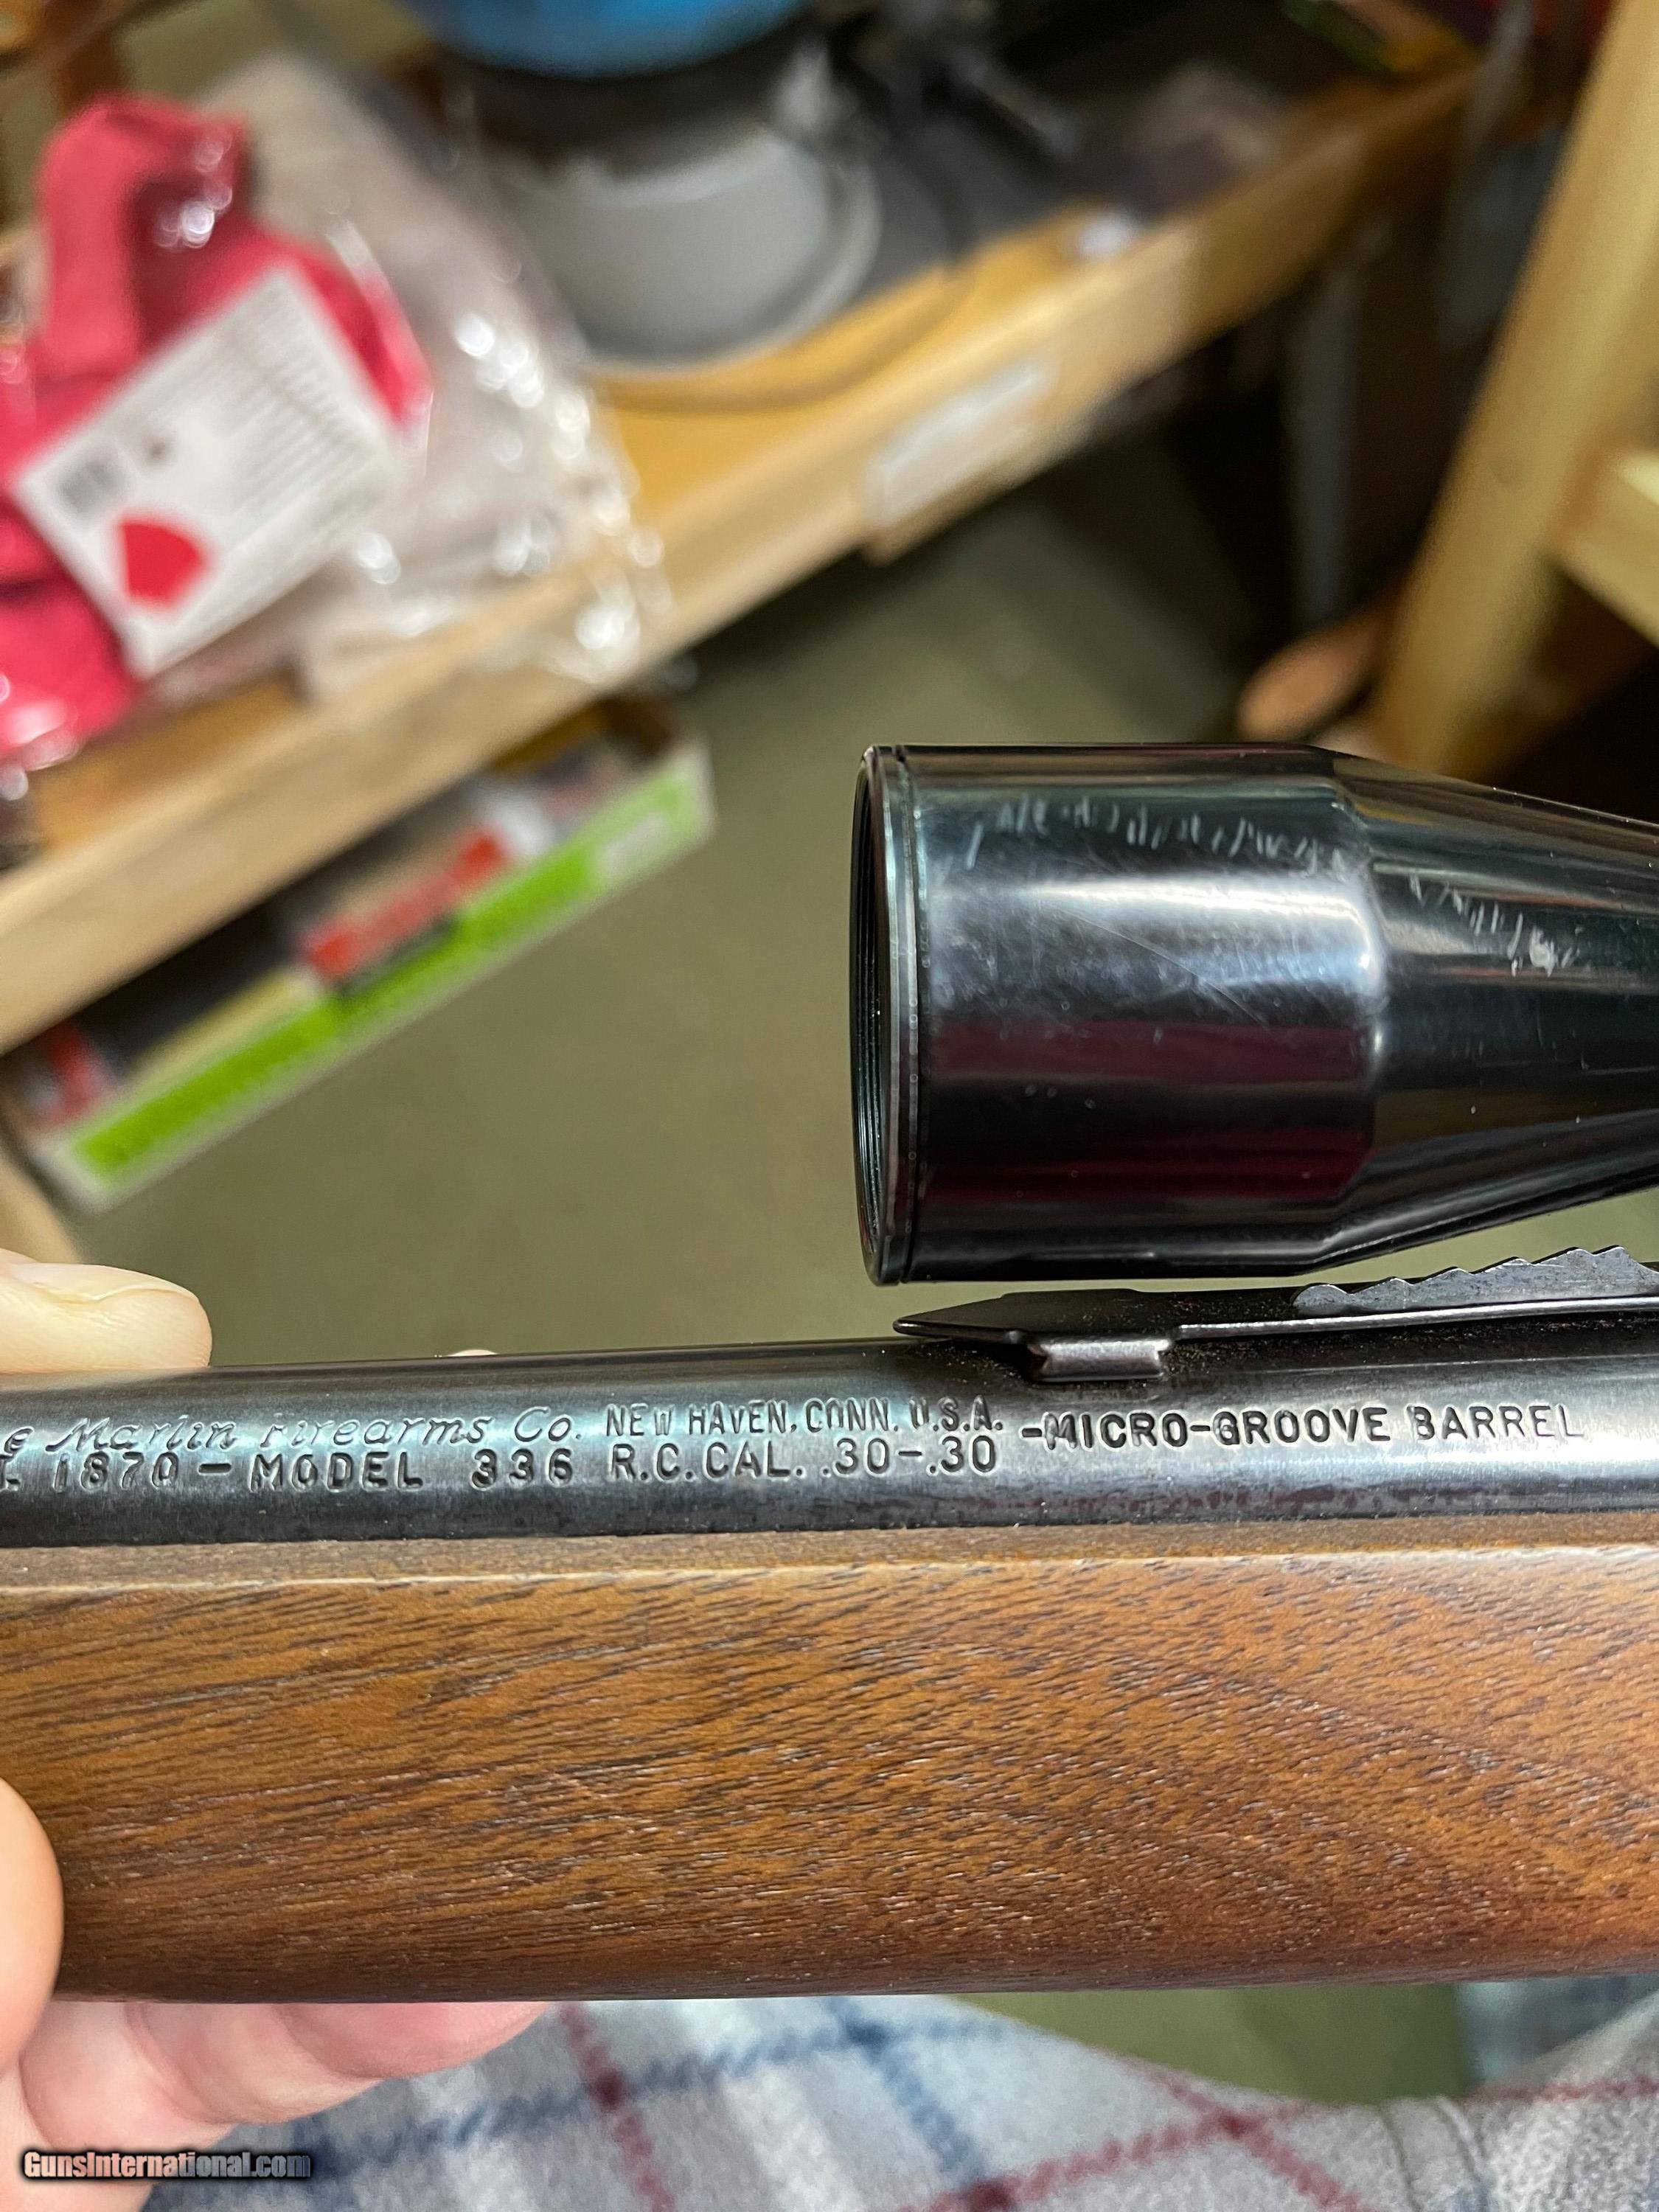 e Marlin Firearms Co. NEW HAVEN, CONN. U.S.A. -MICRO-GROOVE BARREL
T. 1870 - MODEL 336 R.C. CAL. .30-.30
GunsInternational.com